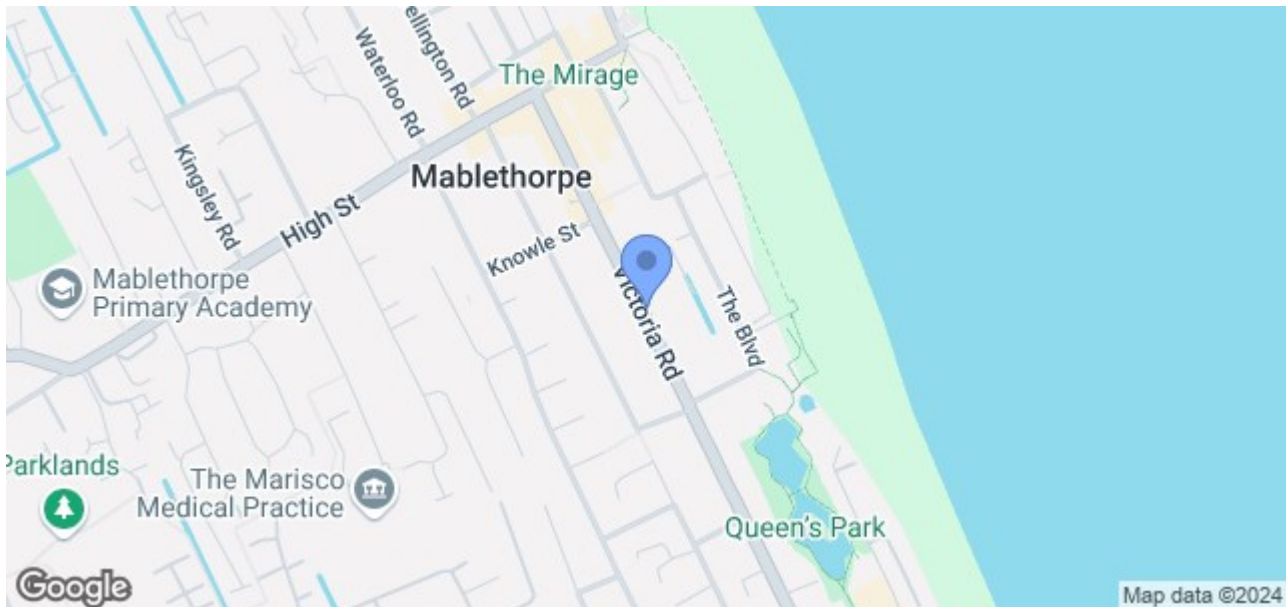 ellington Rd
Waterloo Rd
The Mirage
Mablethorpe
Kingsley Rd
High St
Knowle St
Mablethorpe
Primary Academy
Victoria Rd
The Blvd
Parklands
The Marisco
Medical Practice
Queen's Park
Google
Map data ©2024